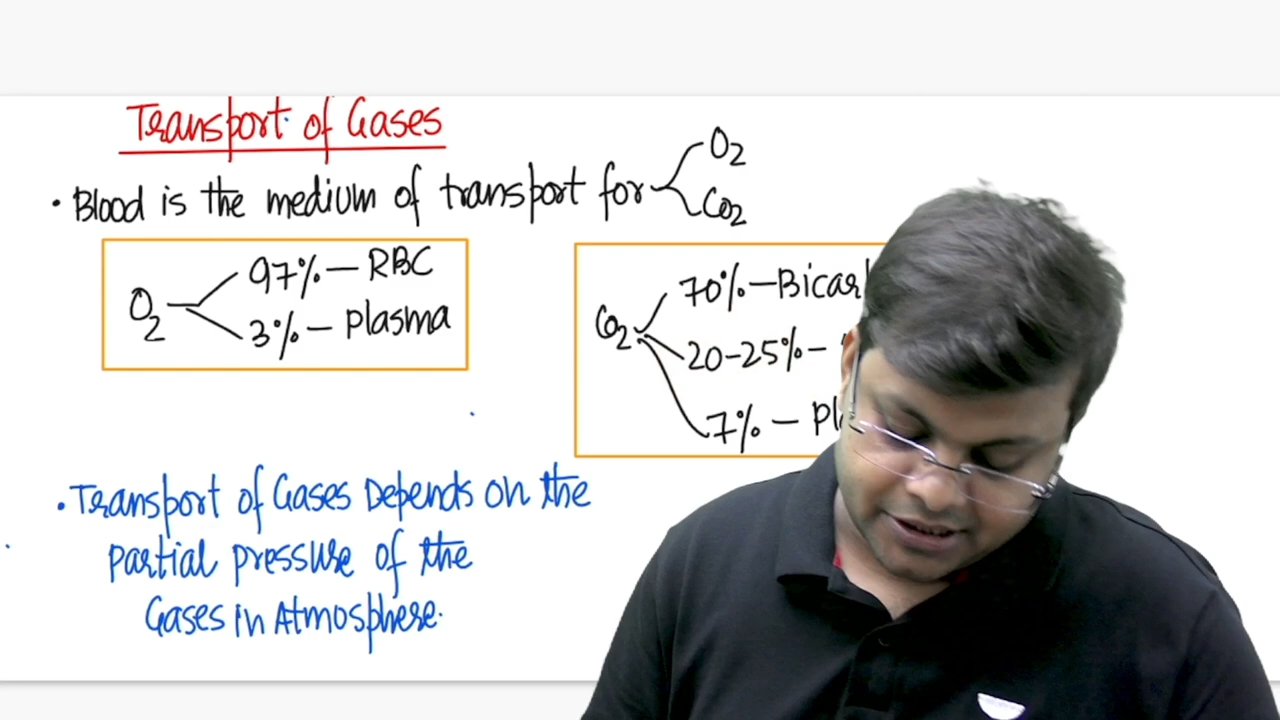 Transport of Gases
• Blood is the medium of transport for
O2
CO2
O2
97% – RBC
3% – Plasma
CO2
70% – Bicar
20-25% –
7% – Pl
• Transport of Gases Depends on the
partial pressure of the
Gases in Atmosphere.